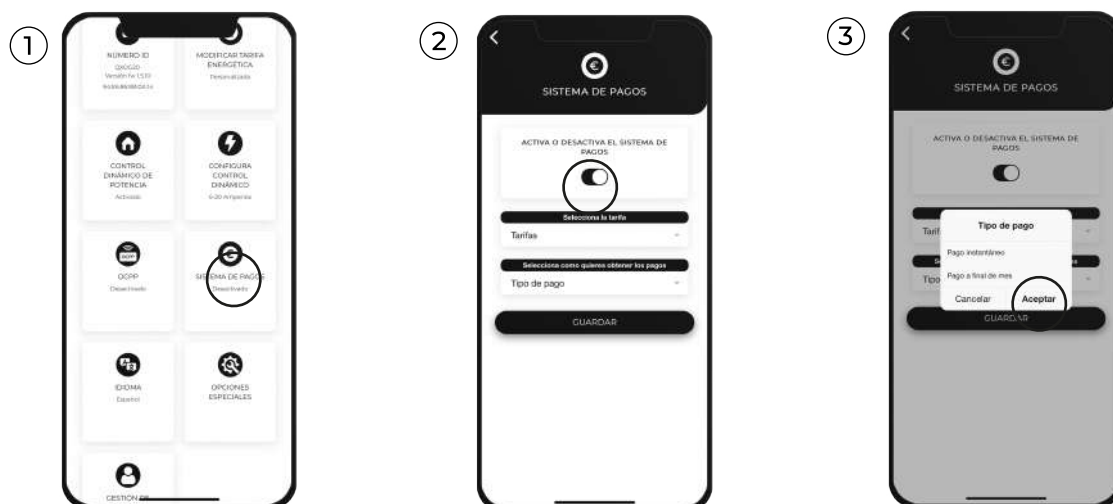 1
NÚMERO ID
MODIFICAR TARIFA
ENERGÉTICA
Personalizada
CONTROL
DINÁMICO DE
POTENCIA
Activado
CONFIGURA
CONTROL
DINÁMICO
6-20 Amperios
OCPP
OCPP
Desactivado
SISTEMA DE PAGOS
Desactivado
IDIOMA
Español
OPCIONES
ESPECIALES
GESTIÓN DE
2
SISTEMA DE PAGOS
ACTIVA O DESACTIVA EL SISTEMA DE
PAGOS
Selecciona la tarifa
Tarifas
Selecciona como quieres obtener los pagos
Tipo de pago
GUARDAR
3
SISTEMA DE PAGOS
ACTIVA O DESACTIVA EL SISTEMA DE
PAGOS
Tipo de pago
Pago instantáneo
Pago a final de mes
Cancelar
Aceptar
GUARDAR